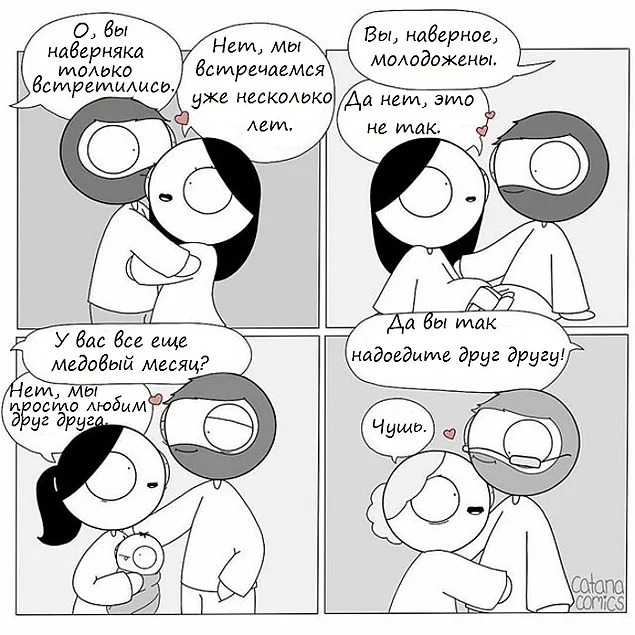 О, вы
наверняка
только
встретились.
Нет, мы
встречаемся
уже несколько
лет.
Вы, наверное,
молодожены.
Да нет, это
не так.
У вас все еще
медовый месяц?
Нет, мы
просто любим
друг друга.
Да вы так
надоедите друг другу!
Чушь.
Catana
comics